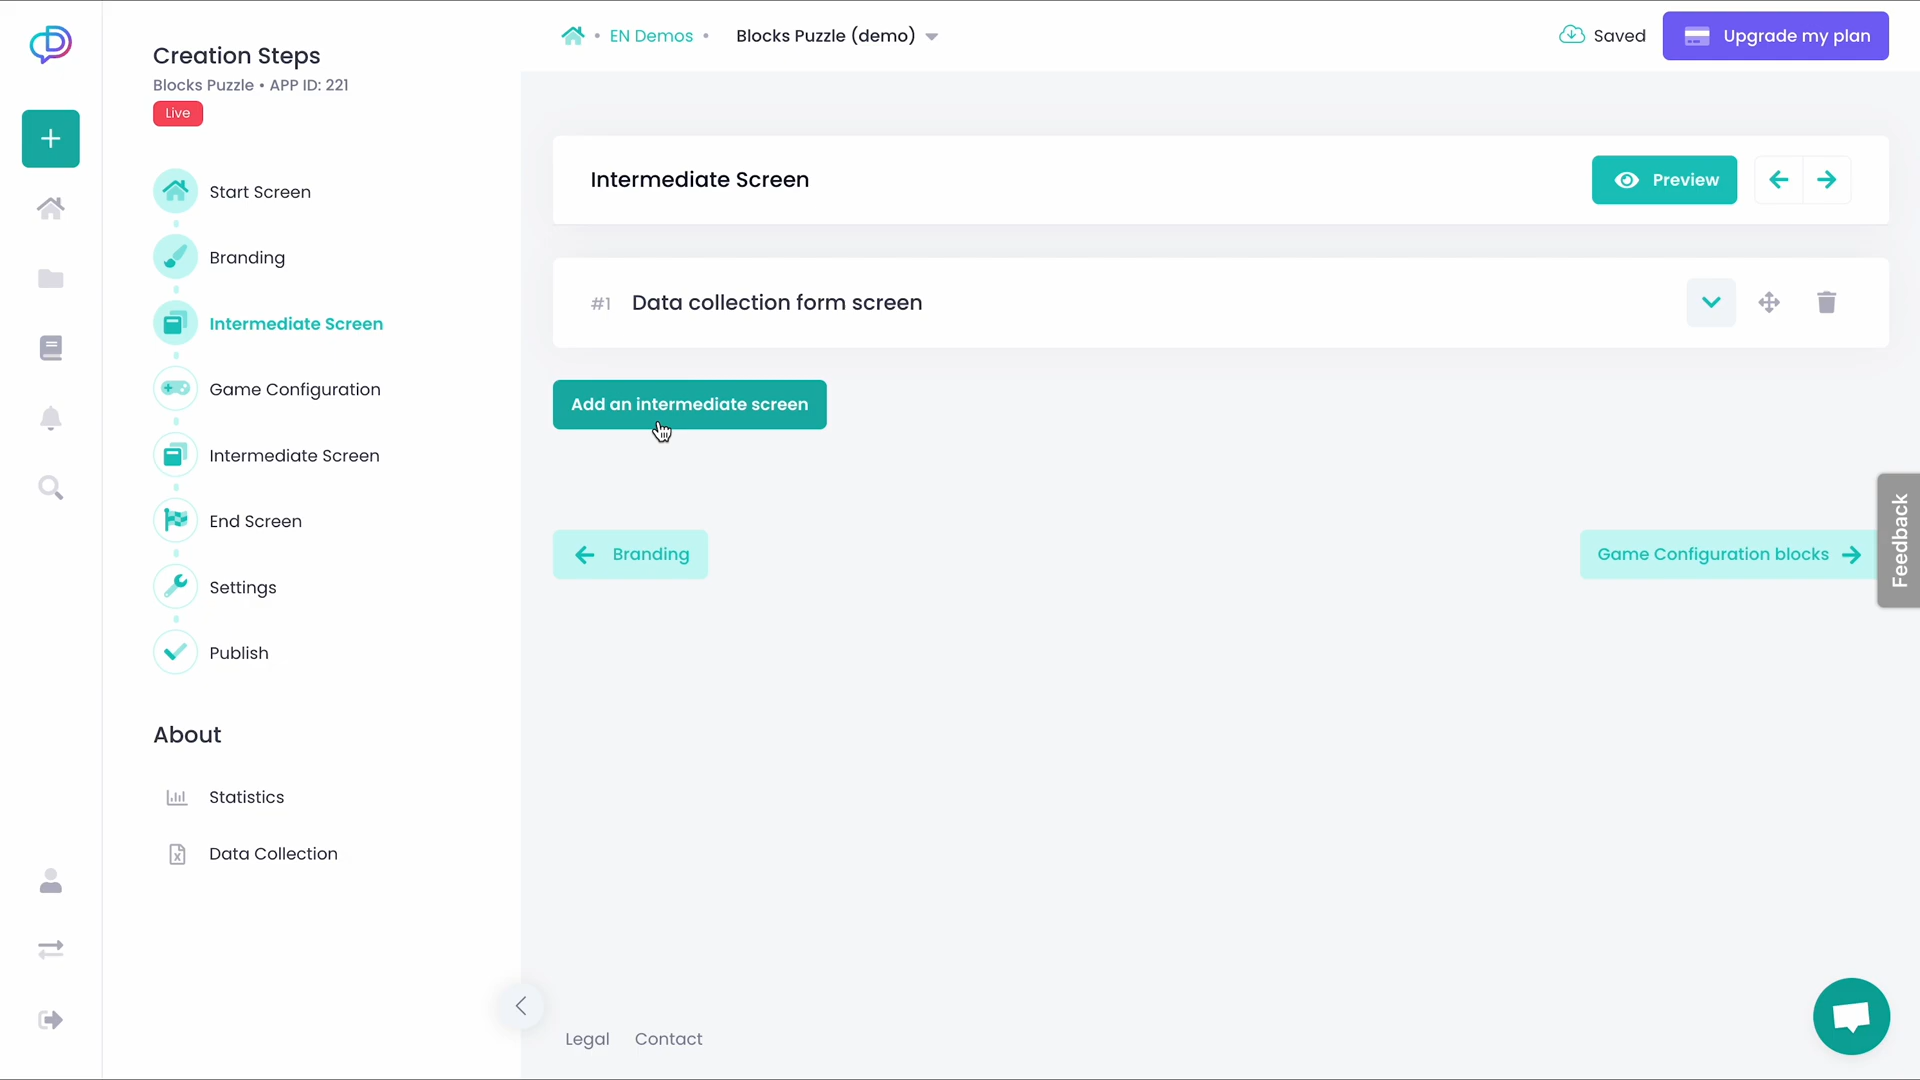 Creation Steps
Blocks Puzzle • APP ID: 221
Live
Start Screen
Branding
Intermediate Screen
Game Configuration
Intermediate Screen
End Screen
Settings
Publish
About
Statistics
Data Collection
• EN Demos • Blocks Puzzle (demo)
Saved
Upgrade my plan
Intermediate Screen
Preview
#1 Data collection form screen
Add an intermediate screen
Branding
Game Configuration blocks
Feedback
Legal Contact